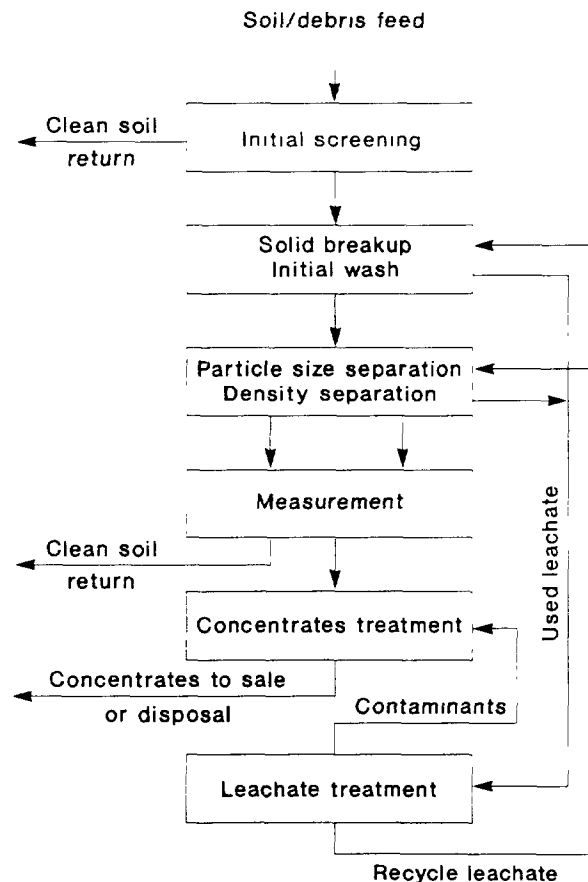 Soil/debris feed
Clean soil
return
Initial screening
Solid breakup
Initial wash
Particle size separation
Density separation
Measurement
Clean soil
return
Used leachate
Concentrates treatment
Concentrates to sale
or disposal
Contaminants
Leachate treatment
Recycle leachate